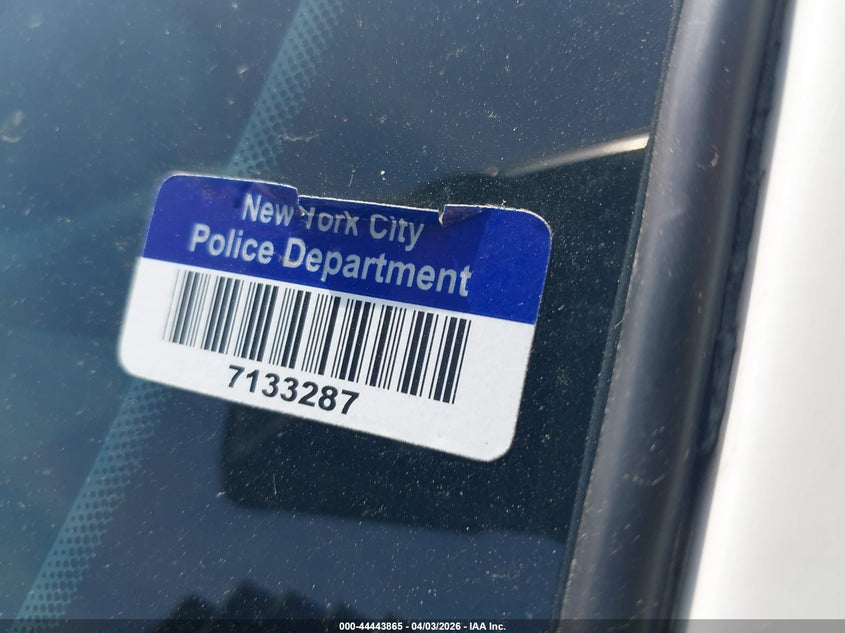 New York City
Police Department
7133287
000-44443865 - 04/03/2026 - IAA Inc.